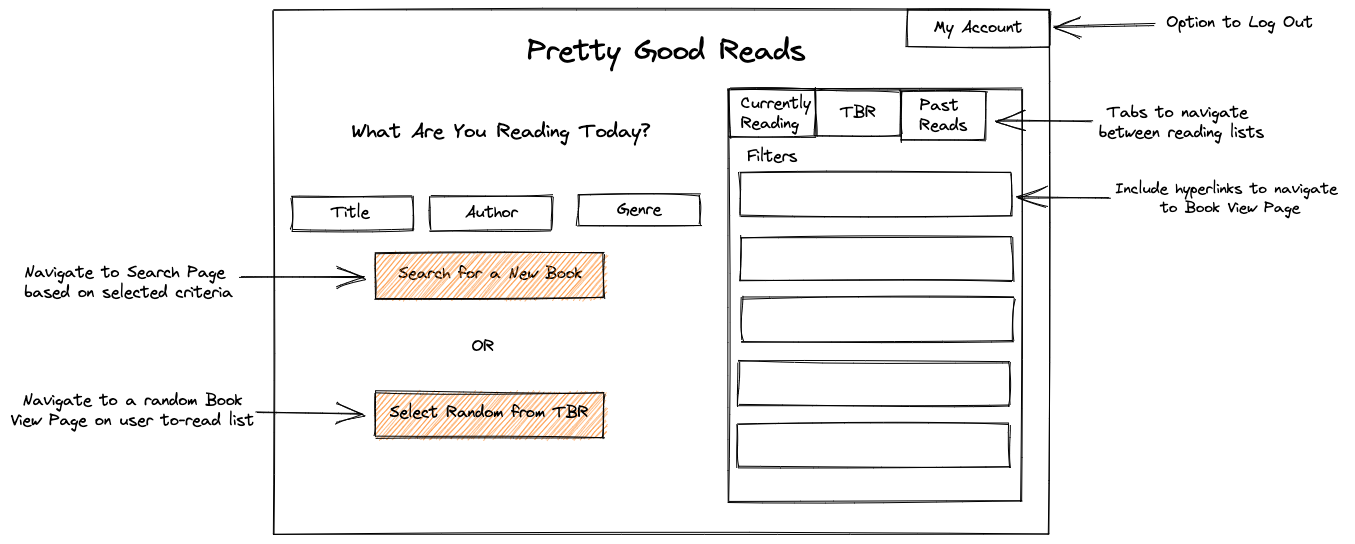 My Account
Option to Log Out
Pretty Good Reads
What Are You Reading Today?
Currently
Reading
TBR
Past
Reads
Tabs to navigate
between reading lists
Filters
Include hyperlinks to navigate
to Book View Page
Title
Author
Genre
Navigate to Search Page
based on selected criteria
Search for a New Book
OR
Navigate to a random Book
View Page on user to-read list
Select Random from TBR